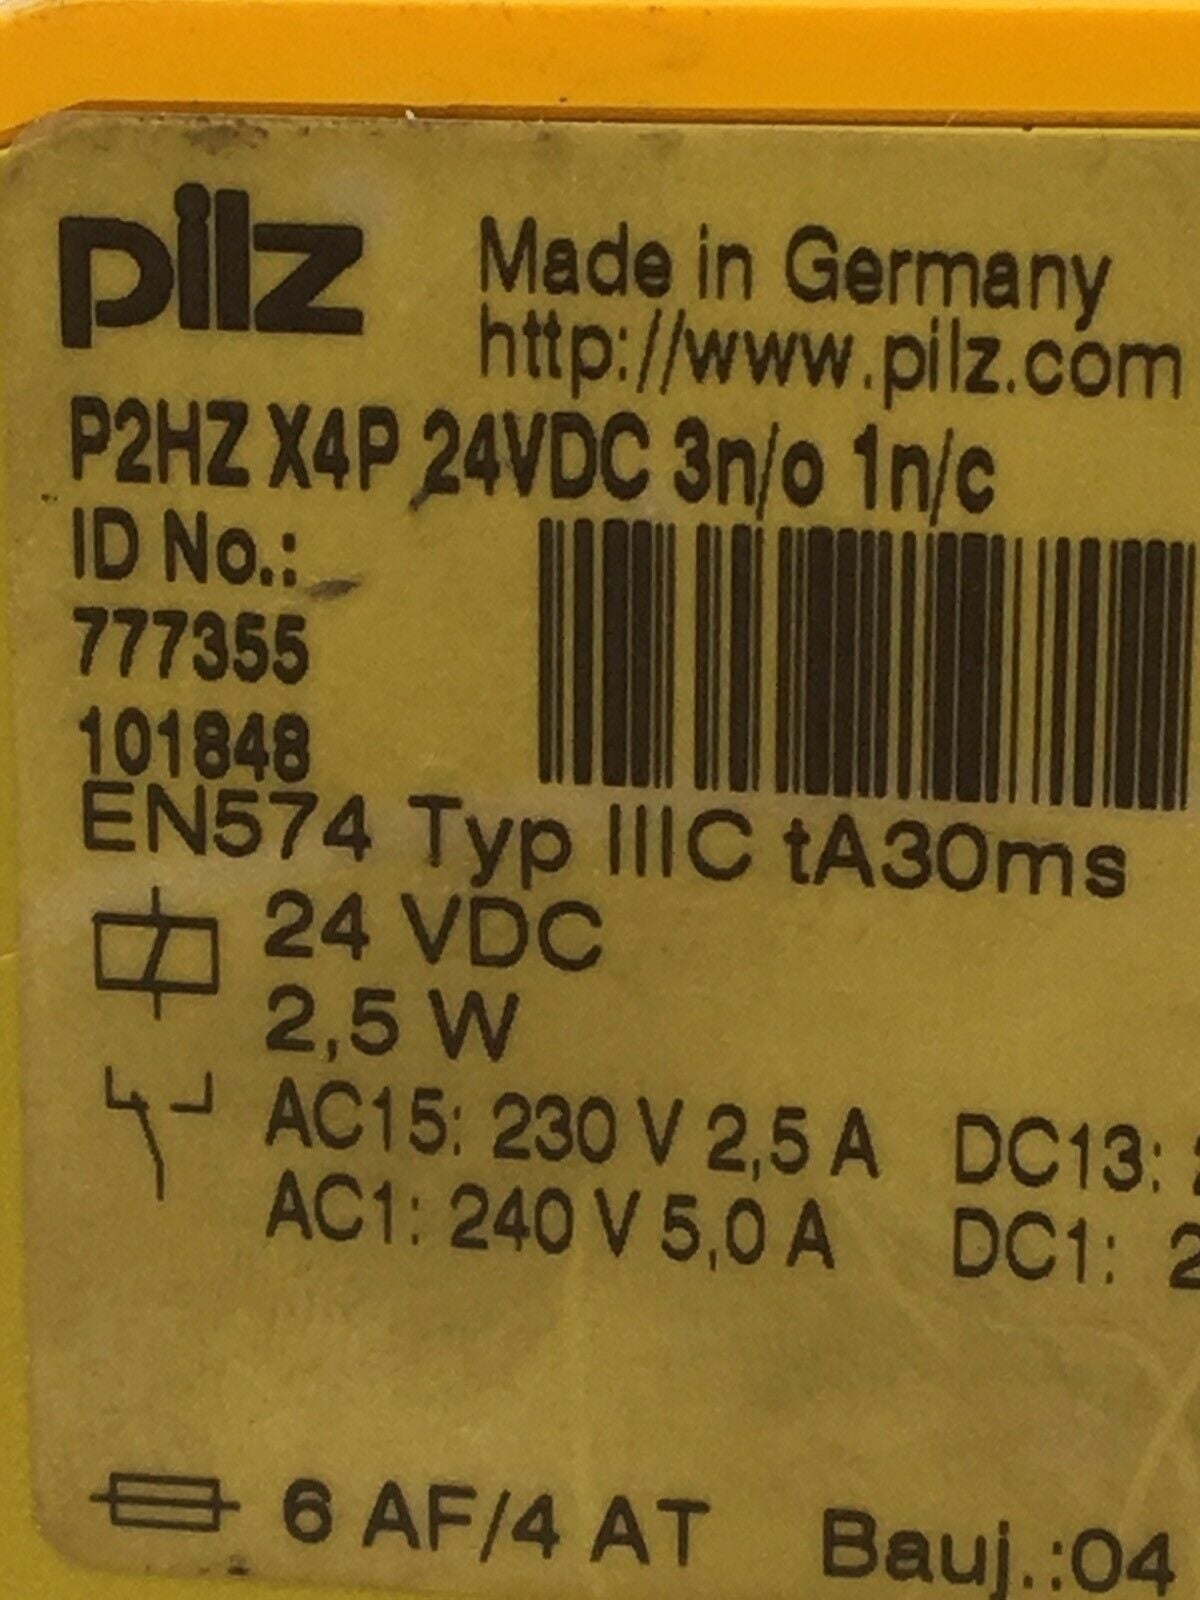 pilz
Made in Germany
http://www.pilz.com
P2HZ X4P 24VDC 3n/o 1n/c
ID No.:
777355
101848
EN574 Typ IIIC tA30ms
24 VDC
2,5 W
AC15: 230 V 2,5 A DC13:
AC1: 240 V 5,0 A DC1: 2
6 AF/4 AT Bauj.:04